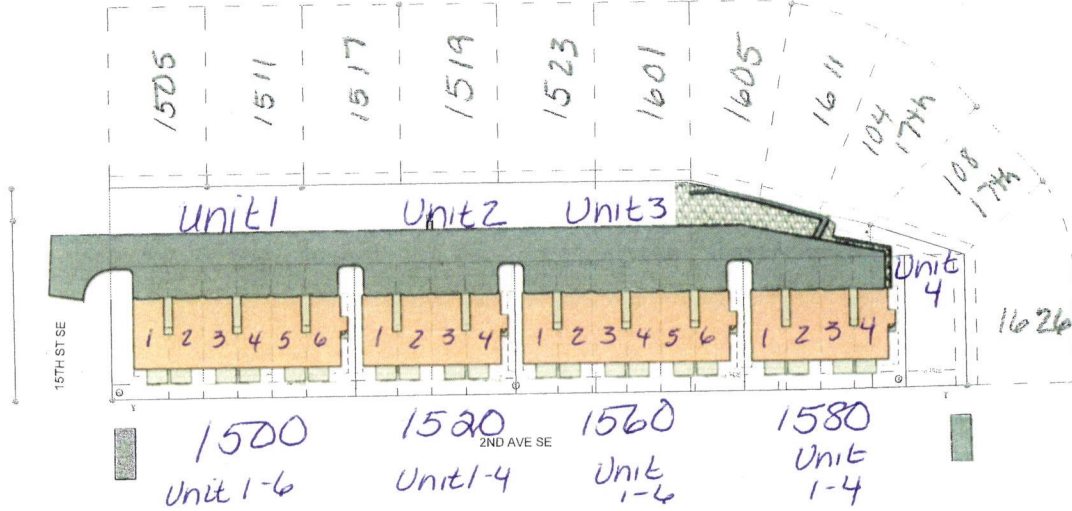 1505
1511
1517
1519
1523
1601
1605
1611
104
17th
108
17th
Unit1
Unit2
Unit3
Unit
4
1626
15TH ST SE
1 2 3 4 5 6
1 2 3 4
1 2 3 4 5 6
1 2 3 4
1500
1520
1560
1580
2ND AVE SE
Unit 1-6
Unit 1-4
Unit
1-6
Unit
1-4